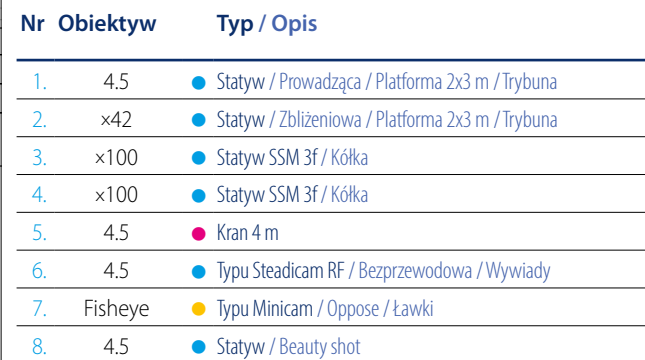 Nr Obiektyw Typ / Opis
1. 4.5 Statyw / Prowadząca / Platforma 2x3 m / Trybuna
2. ×42 Statyw / Zbliżeniowa / Platforma 2x3 m / Trybuna
3. ×100 Statyw SSM 3f / Kółka
4. ×100 Statyw SSM 3f / Kółka
5. 4.5 Kran 4 m
6. 4.5 Typu Steadicam RF / Bezprzewodowa / Wywiady
7. Fisheye Typu Minicam / Oppose / Ławki
8. 4.5 Statyw / Beauty shot